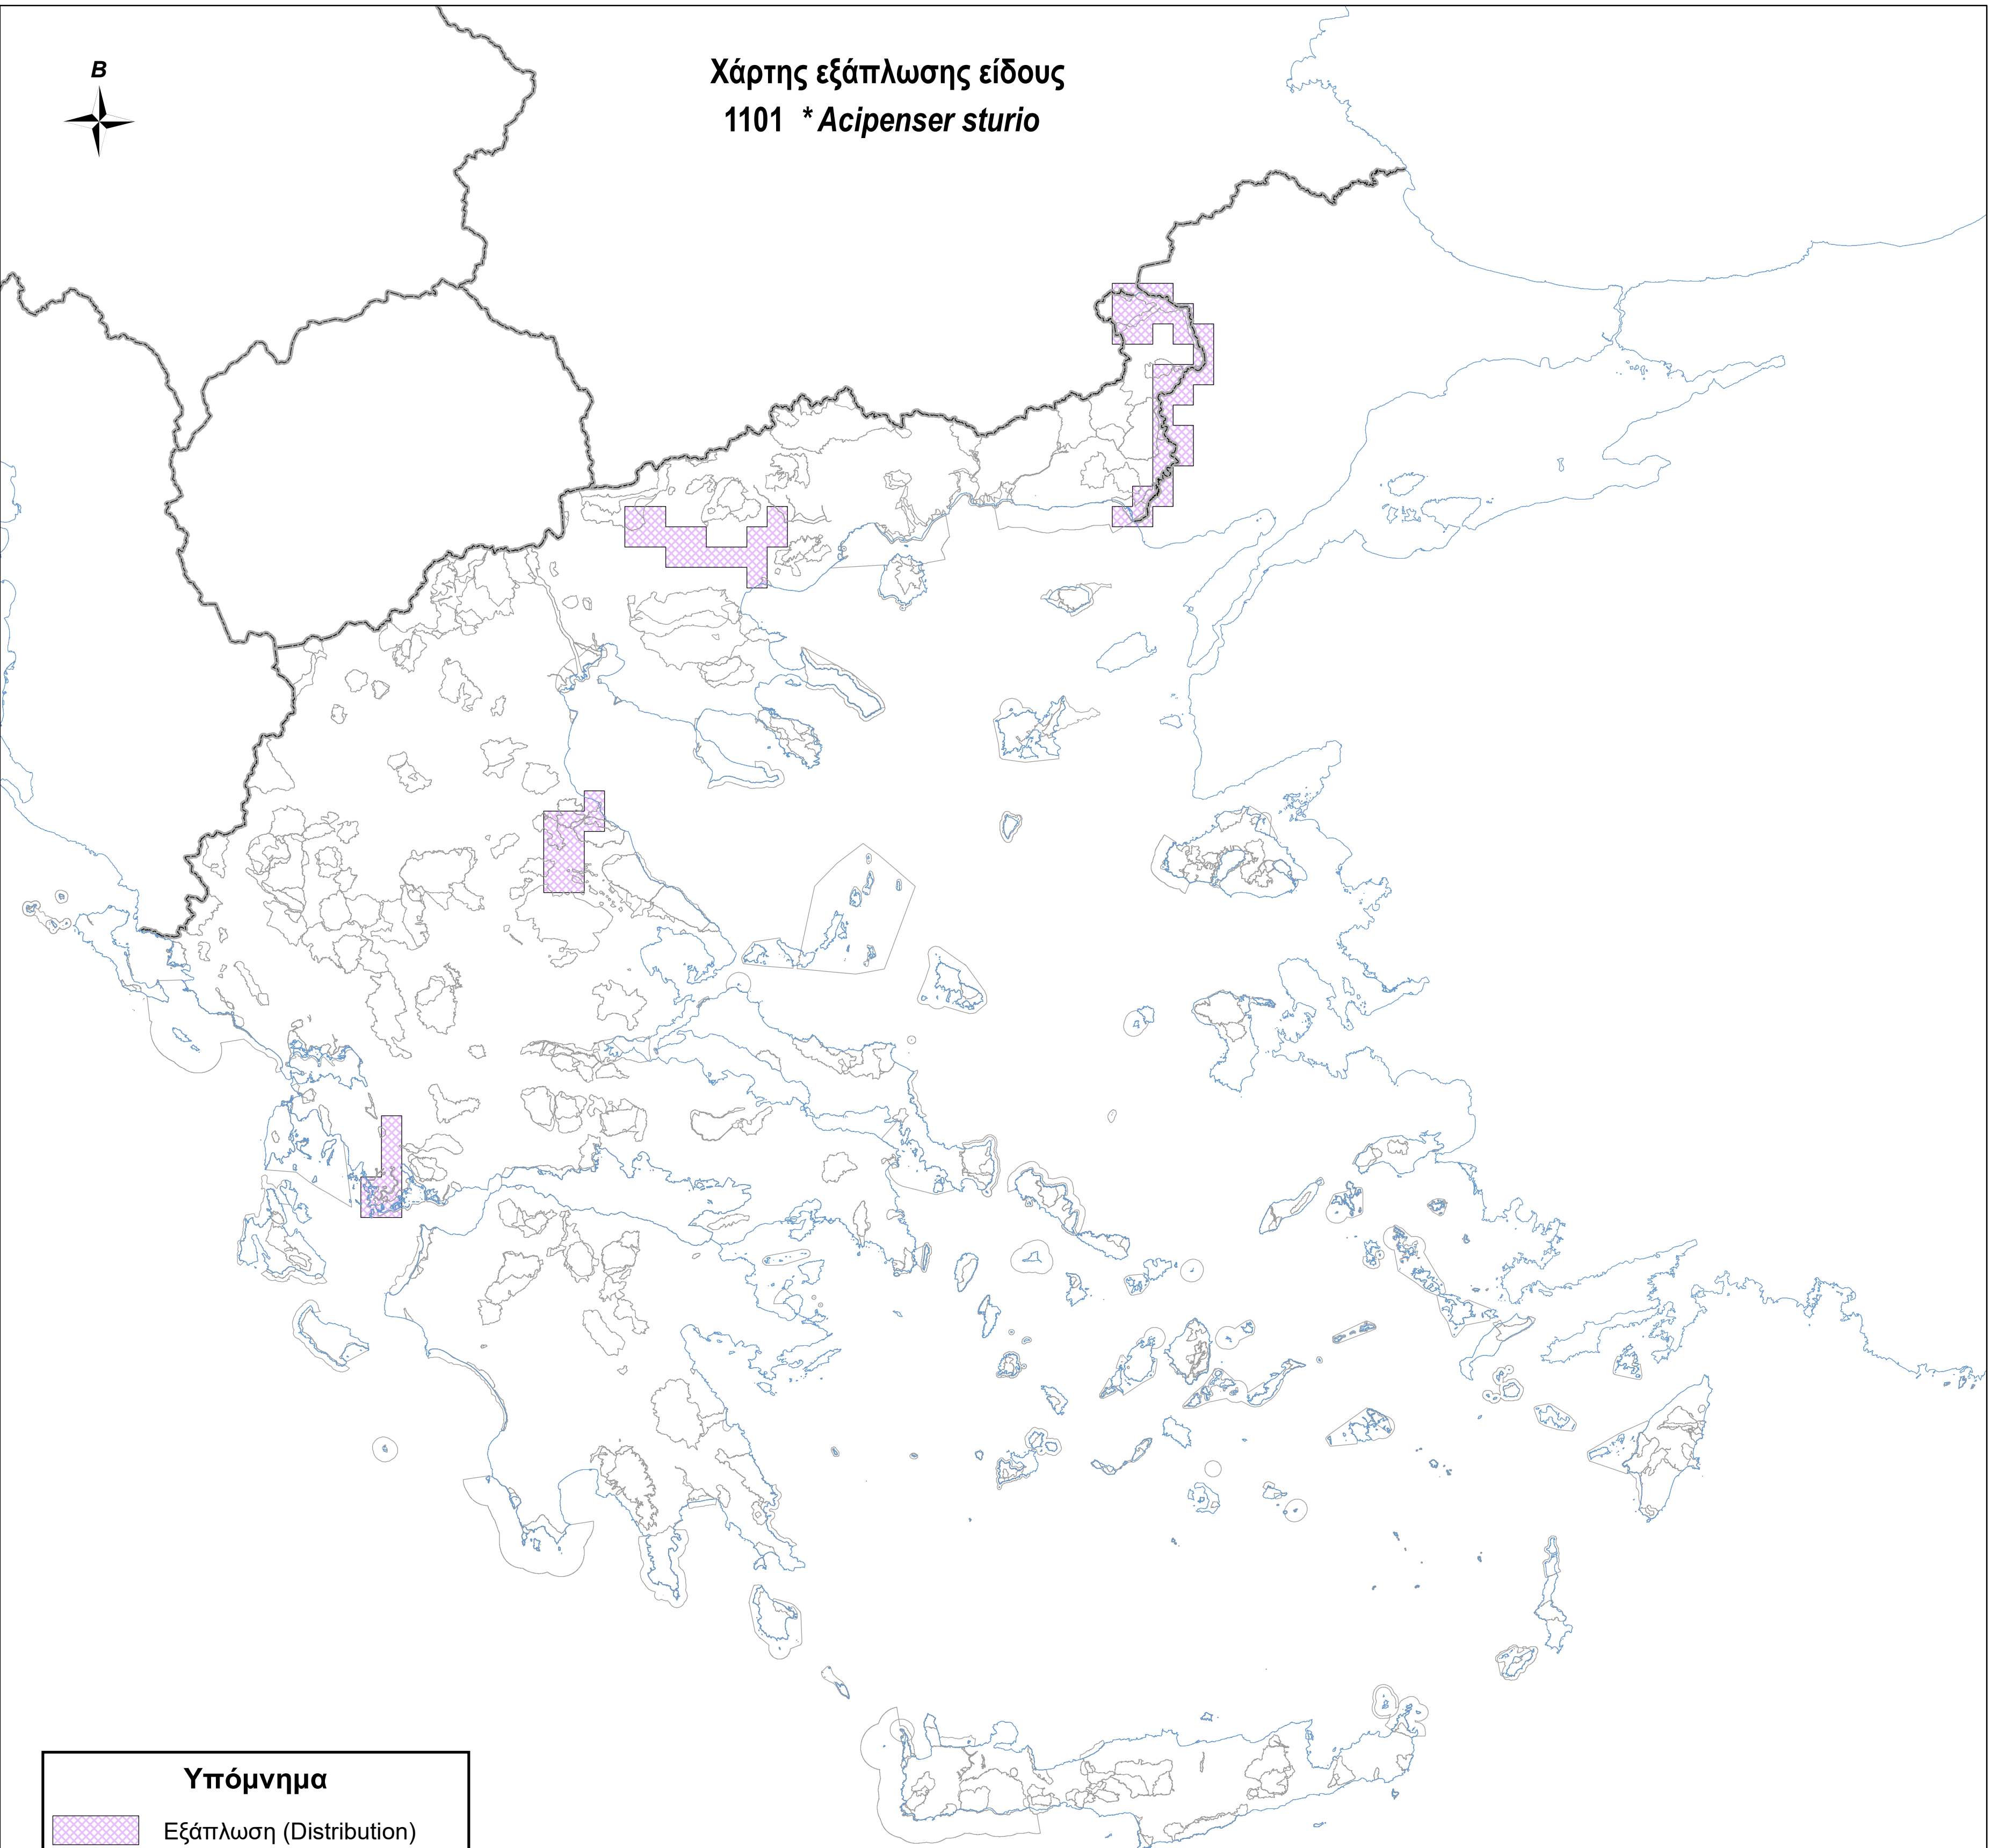 B
Χάρτης εξάπλωσης είδους
1101 * Acipenser sturio
Υπόμνημα
Εξάπλωση (Distribution)